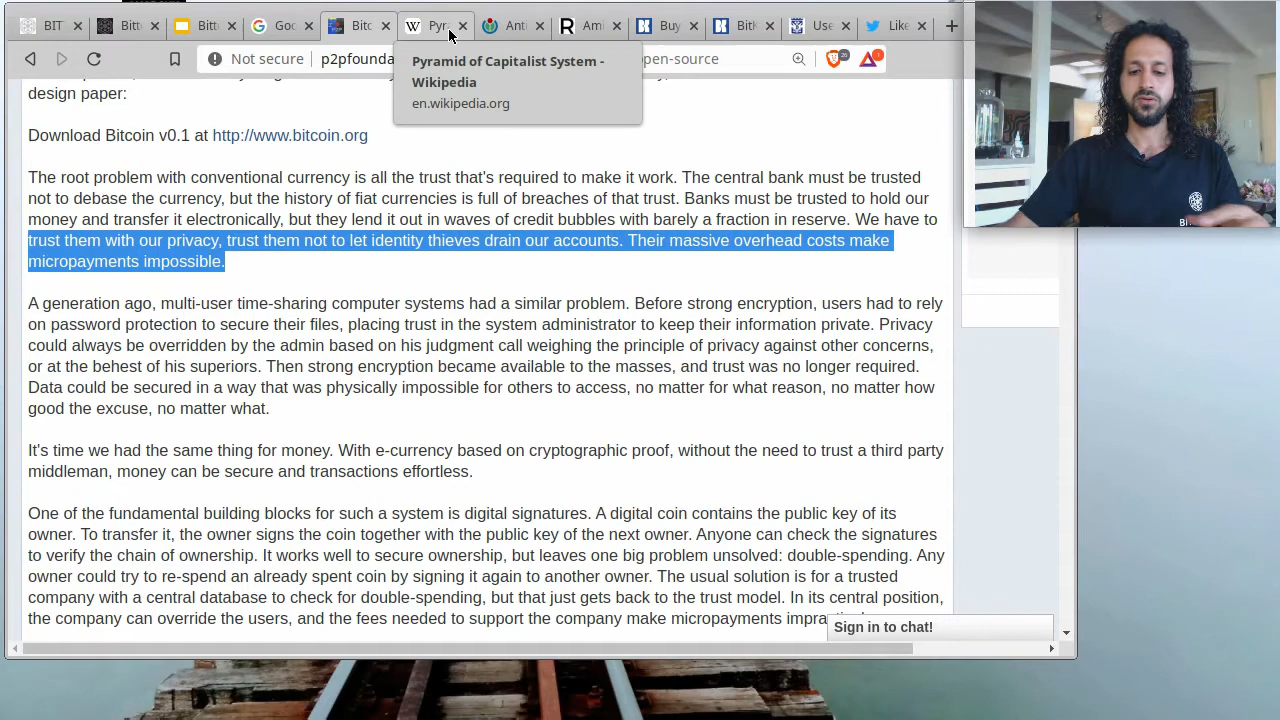 BIT
Bitc
Bitc
Goo
Bitc
Pyra
Anti
Ami
Buy
Bitk
Use
Like
Not secure
p2pfounda
pen-source
26
1
Pyramid of Capitalist System -
Wikipedia
en.wikipedia.org
design paper:
Download Bitcoin v0.1 at http://www.bitcoin.org
The root problem with conventional currency is all the trust that's required to make it work. The central bank must be trusted
not to debase the currency, but the history of fiat currencies is full of breaches of that trust. Banks must be trusted to hold our
money and transfer it electronically, but they lend it out in waves of credit bubbles with barely a fraction in reserve. We have to
trust them with our privacy, trust them not to let identity thieves drain our accounts. Their massive overhead costs make
micropayments impossible.
A generation ago, multi-user time-sharing computer systems had a similar problem. Before strong encryption, users had to rely
on password protection to secure their files, placing trust in the system administrator to keep their information private. Privacy
could always be overridden by the admin based on his judgment call weighing the principle of privacy against other concerns,
or at the behest of his superiors. Then strong encryption became available to the masses, and trust was no longer required.
Data could be secured in a way that was physically impossible for others to access, no matter for what reason, no matter how
good the excuse, no matter what.
It's time we had the same thing for money. With e-currency based on cryptographic proof, without the need to trust a third party
middleman, money can be secure and transactions effortless.
One of the fundamental building blocks for such a system is digital signatures. A digital coin contains the public key of its
owner. To transfer it, the owner signs the coin together with the public key of the next owner. Anyone can check the signatures
to verify the chain of ownership. It works well to secure ownership, but leaves one big problem unsolved: double-spending. Any
owner could try to re-spend an already spent coin by signing it again to another owner. The usual solution is for a trusted
company with a central database to check for double-spending, but that just gets back to the trust model. In its central position,
the company can override the users, and the fees needed to support the company make micropayments
Sign in to chat!